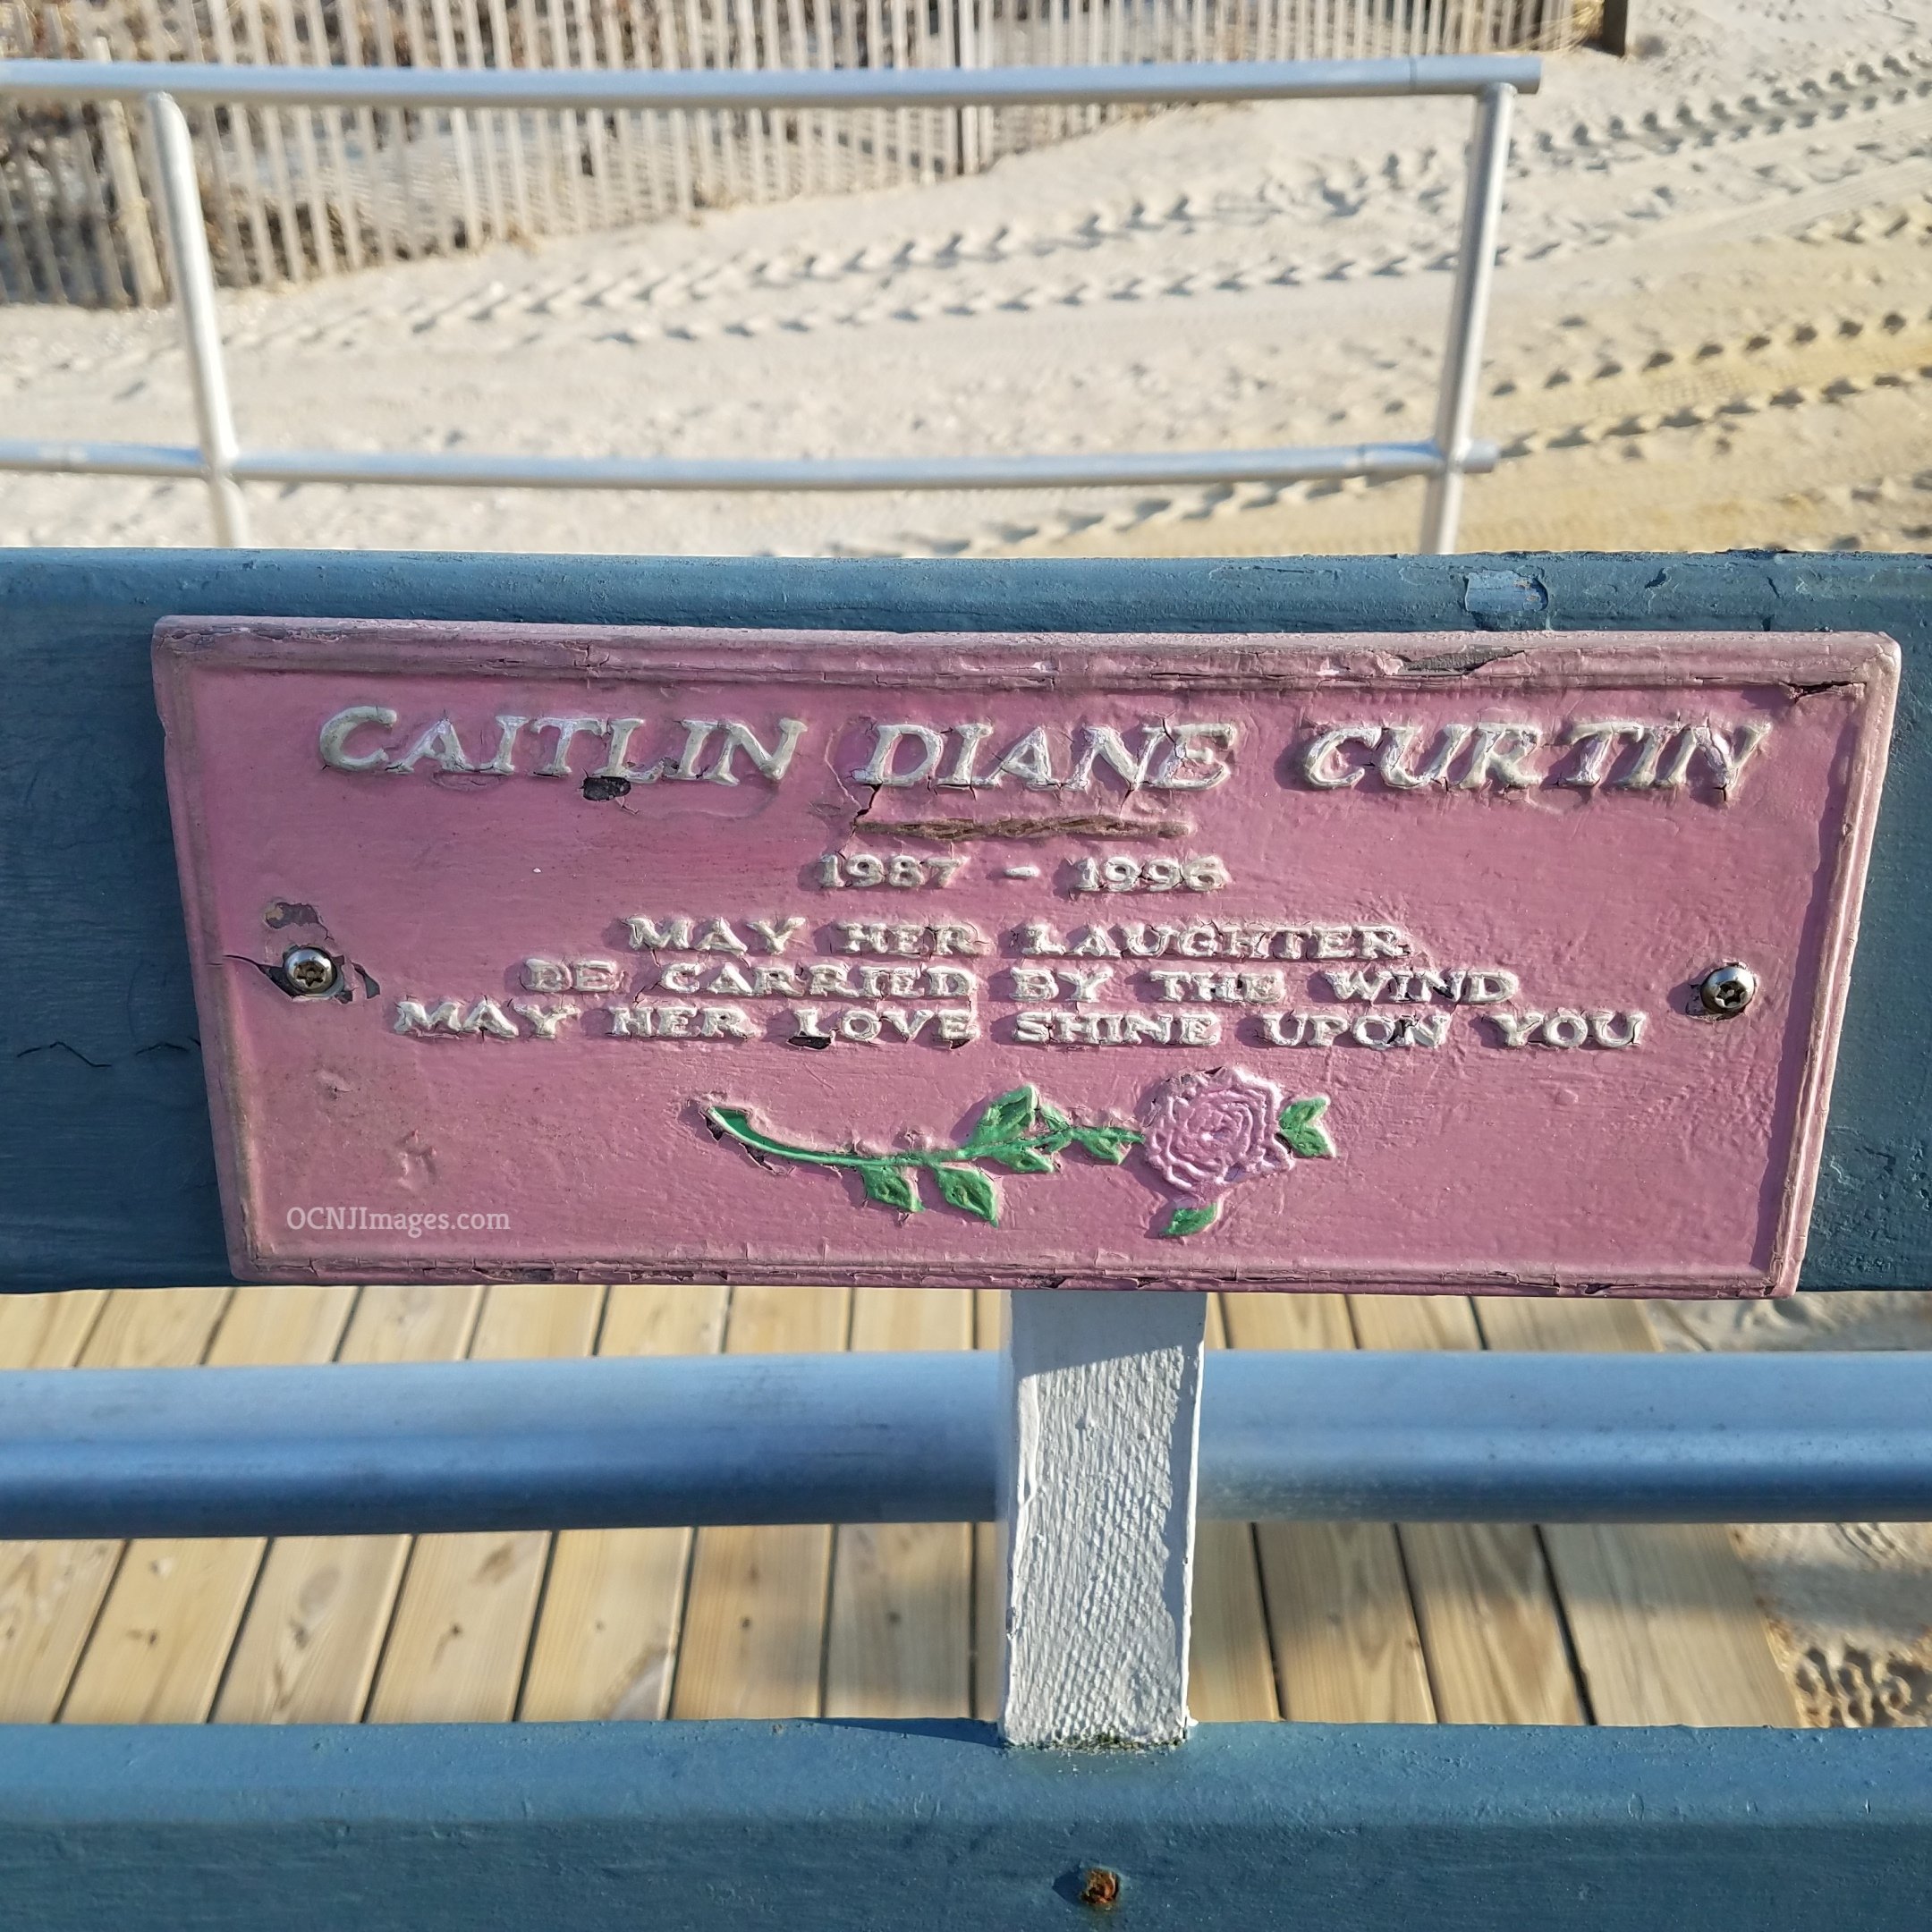 CAITLIN DIANE CURTIN
1987 - 1996
MAY HER LAUGHTER
BE CARRIED BY THE WIND
MAY HER LOVE SHINE UPON YOU
OCNJImages.com